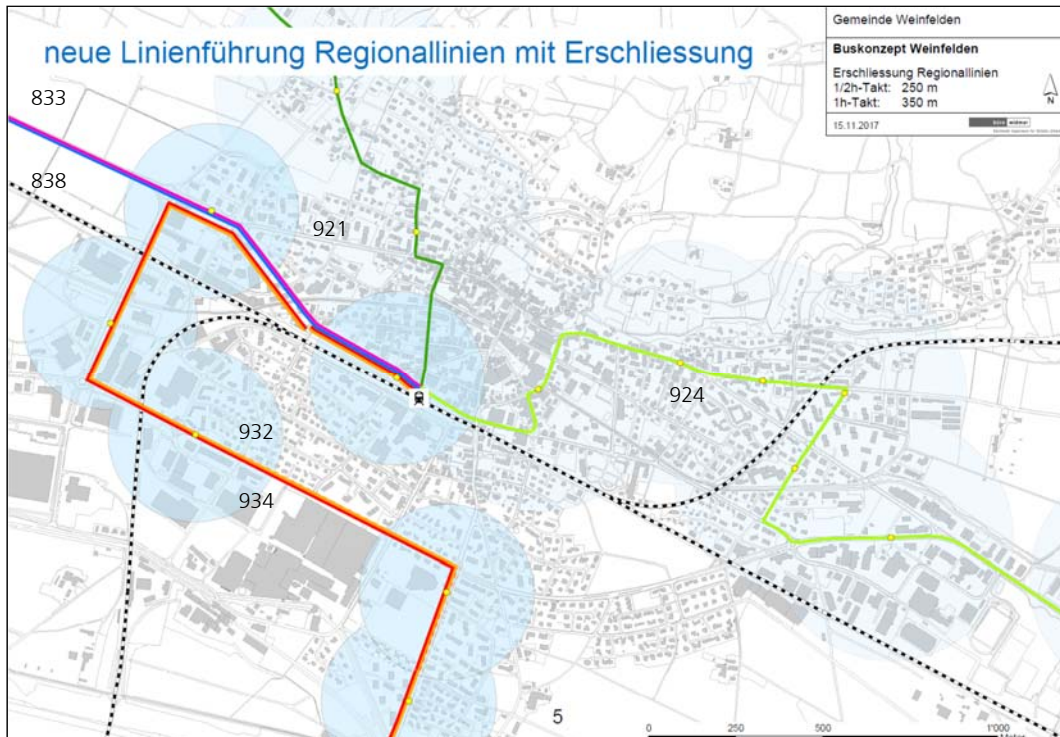 neue Linienführung Regionallinien mit Erschliessung
Gemeinde Weinfelden
Buskonzept Weinfelden
Erschliessung Regionallinien
1/2h-Takt: 250 m
1h-Takt: 350 m
N
15.11.2017
833
838
921
924
932
934
5
0 250 500 1'000